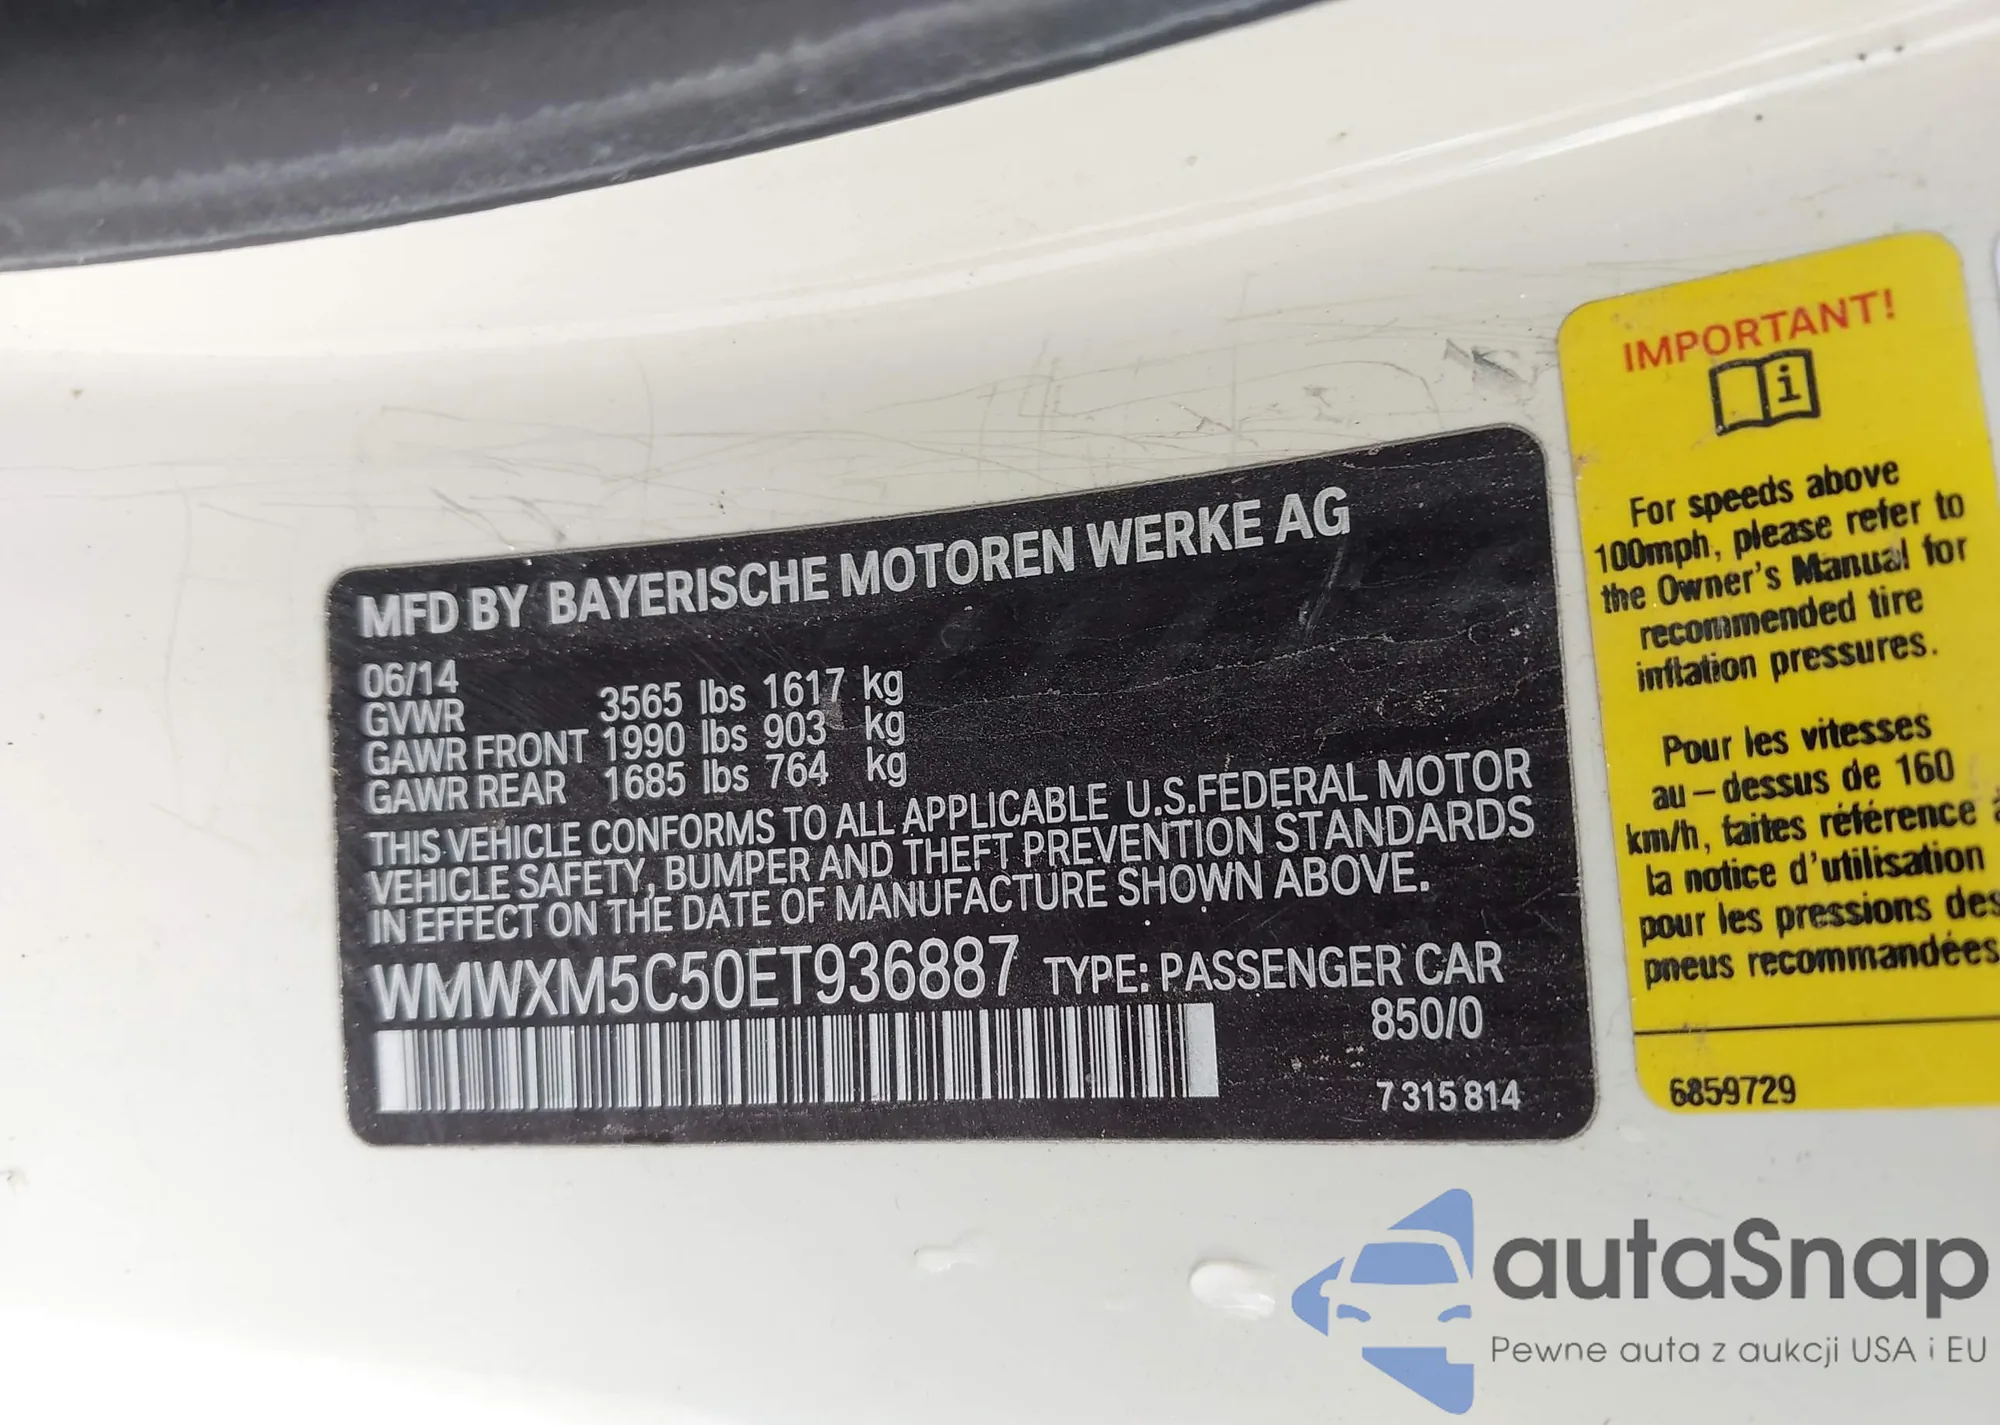 MFD BY BAYERISCHE MOTOREN WERKE AG
06/14
GVWR 3565 lbs 1617 kg
GAWR FRONT 1990 lbs 903 kg
GAWR REAR 1685 lbs 764 kg
THIS VEHICLE CONFORMS TO ALL APPLICABLE U.S.FEDERAL MOTOR
VEHICLE SAFETY, BUMPER AND THEFT PREVENTION STANDARDS
IN EFFECT ON THE DATE OF MANUFACTURE SHOWN ABOVE.
WMWXM5C50ET936887 TYPE: PASSENGER CAR
850/0
7 315 814
IMPORTANT!
i
For speeds above
100mph, please refer to
the Owner's Manual for
recommended tire
inflation pressures.
Pour les vitesses
au-dessus de 160
km/h, faites référence à
la notice d'utilisation
pour les pressions des
pneus recommandées
6859729
autaSnap
Pewne auta z aukcji USA i EU